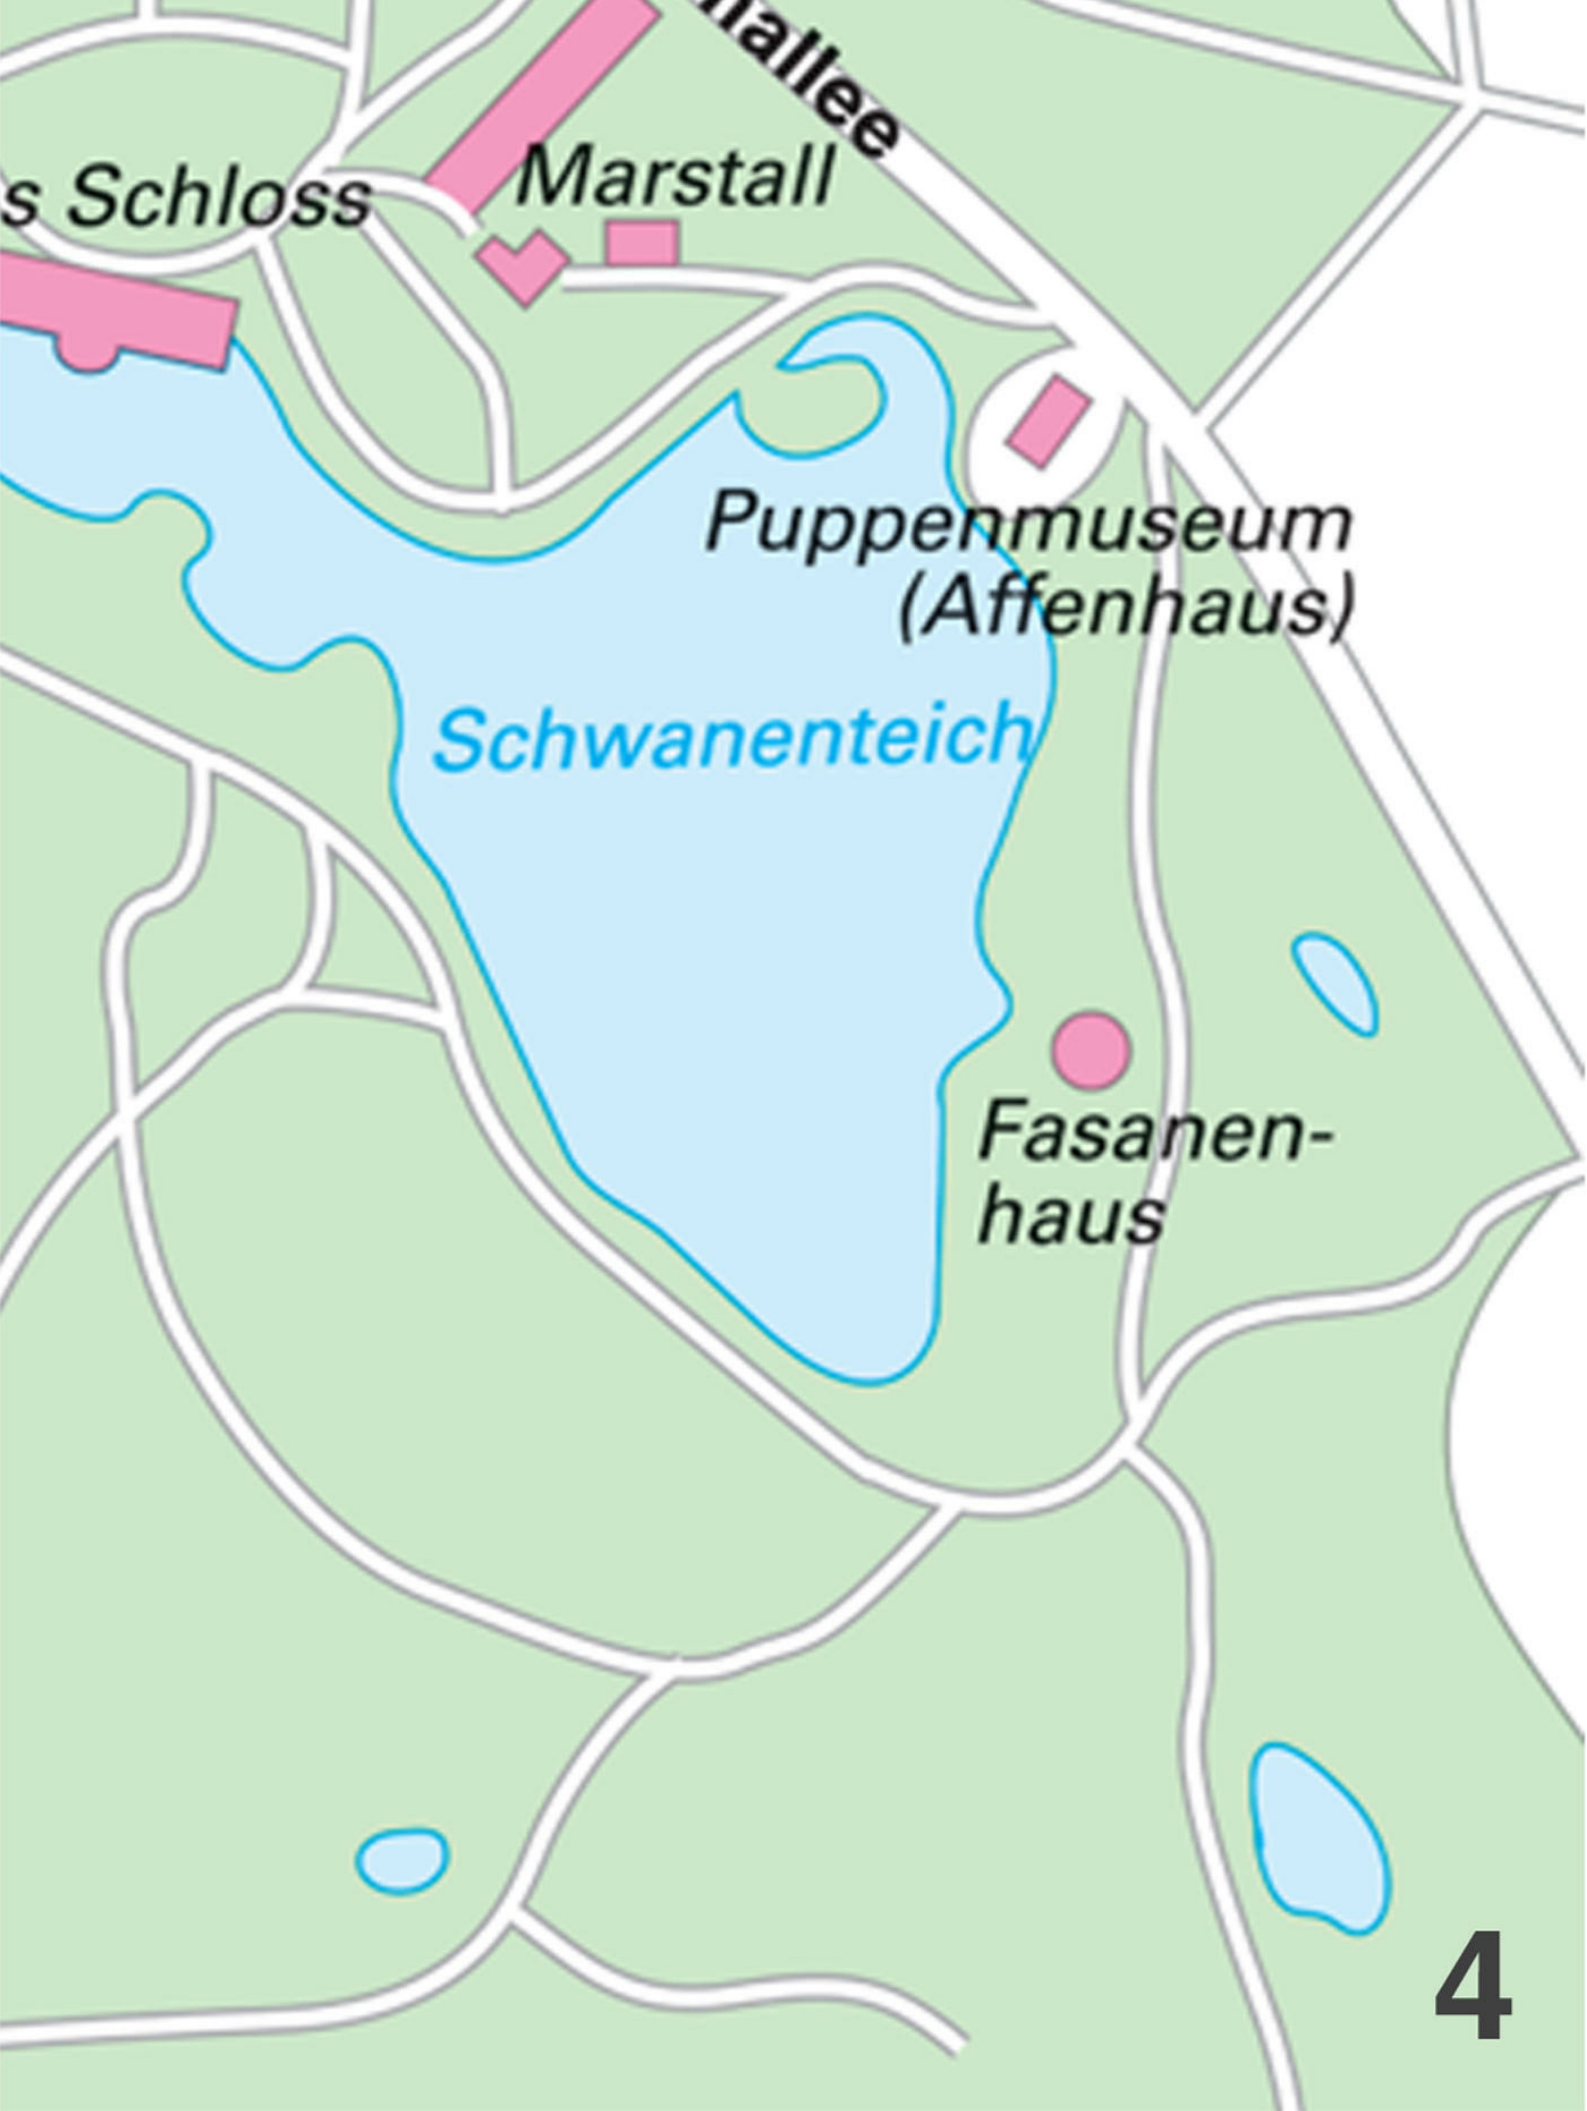 allee
Marstall
s Schloss
Puppenmuseum
(Affenhaus)
Schwanenteich
Fasanen-
haus
4